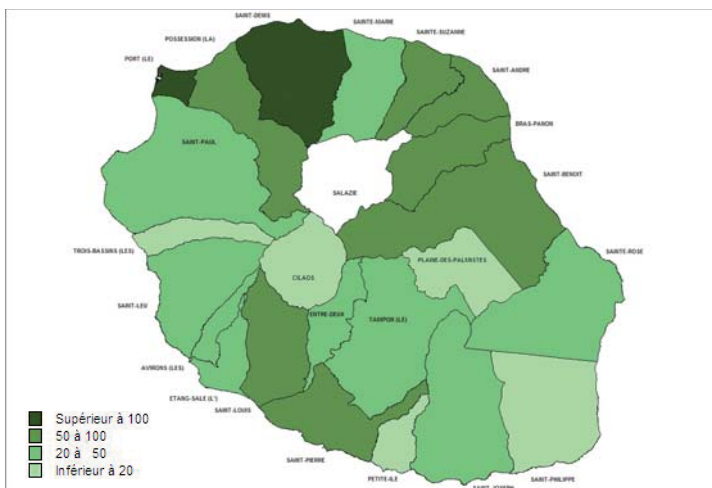 SAINT-DENIS
SAINTE-MARIE
SAINTE-SUZANNE
POSSESSION (LA)
PORT (LE)
SAINT-ANDRE
BRAS-PANON
SAINT-PAUL
SAINT-BENOIT
SALAZIE
TROIS-BASSINS (LES)
SAINTE-ROSE
PLAINE-DES-PALMISTES
CILAOS
SAINT-LEU
ENTRE-DEUX
TAMPON (LE)
AVIRONS (LES)
ETANG-SALE (L')
SAINT-LOUIS
Supérieur à 100
50 à 100
20 à 50
Inférieur à 20
SAINT-PIERRE
PETITE-ILE
SAINT-PHILIPPE
SAINT-JOSEPH